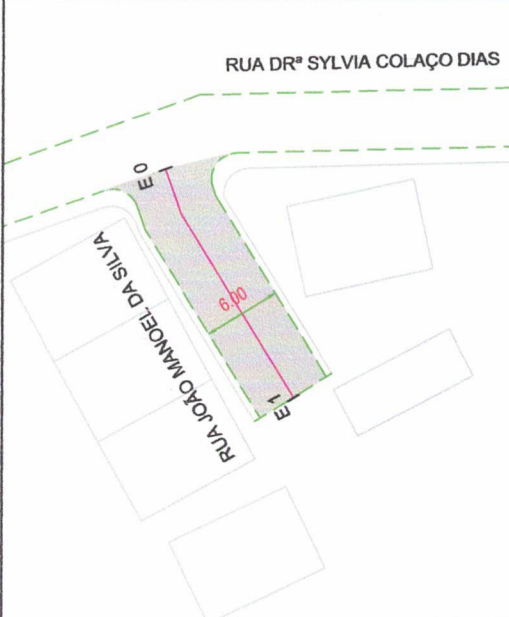 RUA DRª SYLVIA COLAÇO DIAS
E 0
RUA JOÃO MANOEL DA SILVA
6.00
E 1